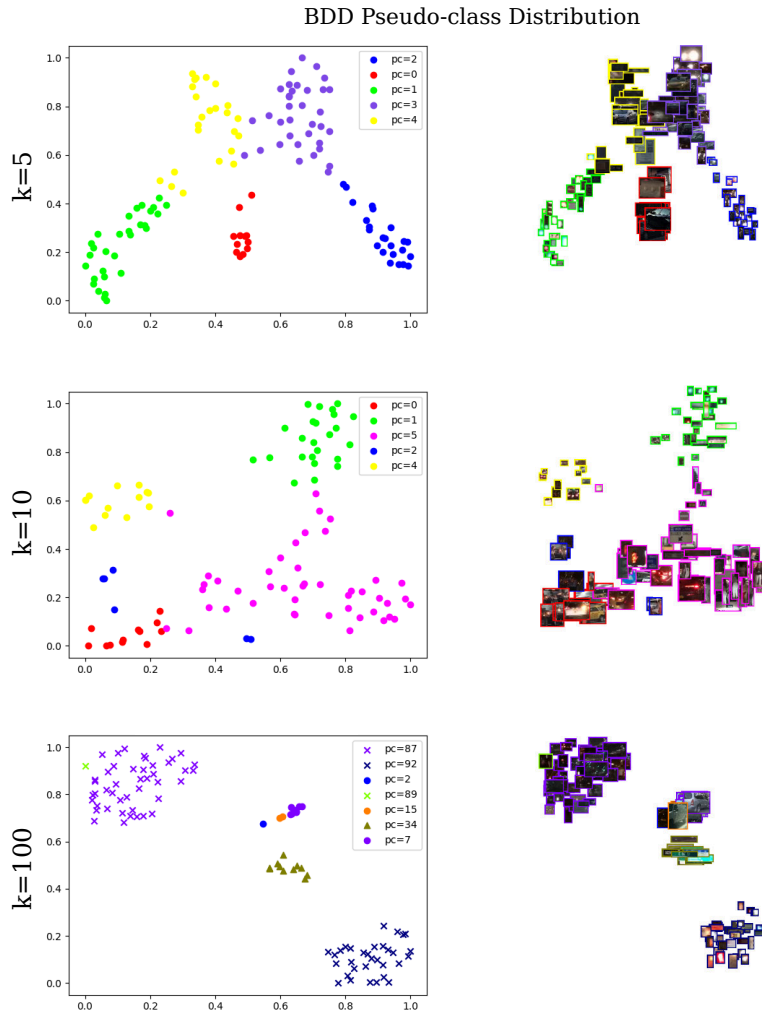 BDD Pseudo-class Distribution
k=5
pc=2
pc=0
pc=1
pc=3
pc=4
1.0
0.8
0.6
0.4
0.2
0.0
0.0 0.2 0.4 0.6 0.8 1.0
k=10
pc=0
pc=1
pc=5
pc=2
pc=4
1.0
0.8
0.6
0.4
0.2
0.0
0.0 0.2 0.4 0.6 0.8 1.0
k=100
pc=87
pc=92
pc=2
pc=89
pc=15
pc=34
pc=7
1.0
0.8
0.6
0.4
0.2
0.0
0.0 0.2 0.4 0.6 0.8 1.0